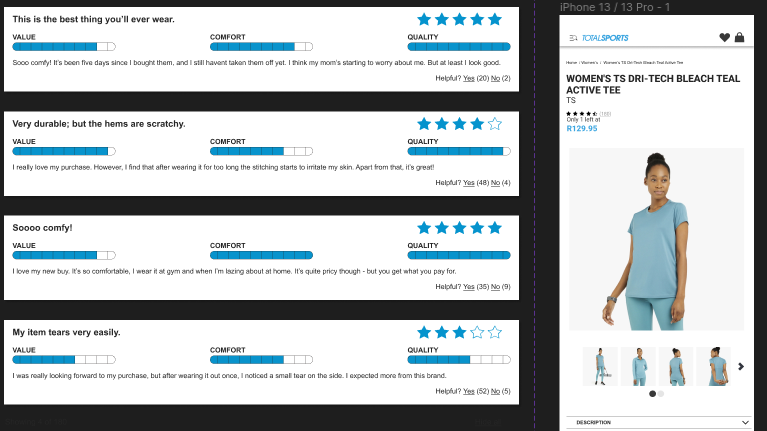 This is the best thing you'll ever wear.
VALUE COMFORT QUALITY
Sooo comfy! It's been five days since I bought them, and I still havent taken them off yet. I think my mom's starting to worry about me. But at least I look good.
Helpful? Yes (20) No (2)
Very durable; but the hems are scratchy.
VALUE COMFORT QUALITY
I really love my purchase. However, I find that after wearing it for too long the stitching starts to irritate my skin. Apart from that, it's great!
Helpful? Yes (48) No (4)
Soooo comfy!
VALUE COMFORT QUALITY
I love my new buy. It's so comfortable, I wear it at gym and when I'm lazing about at home. It's quite pricy though - but you get what you pay for.
Helpful? Yes (35) No (9)
My item tears very easily.
VALUE COMFORT QUALITY
I was really looking forward to my purchase, but after wearing it out once, I noticed a small tear on the side. I expected more from this brand.
Helpful? Yes (52) No (5)
iPhone 13 / 13 Pro - 1
TOTALSPORTS
Home / Women's / Women's TS Dri-Tech Bleach Teal Active Tee
WOMEN'S TS DRI-TECH BLEACH TEAL
ACTIVE TEE
TS
Only 1 left at
R129.95
DESCRIPTION